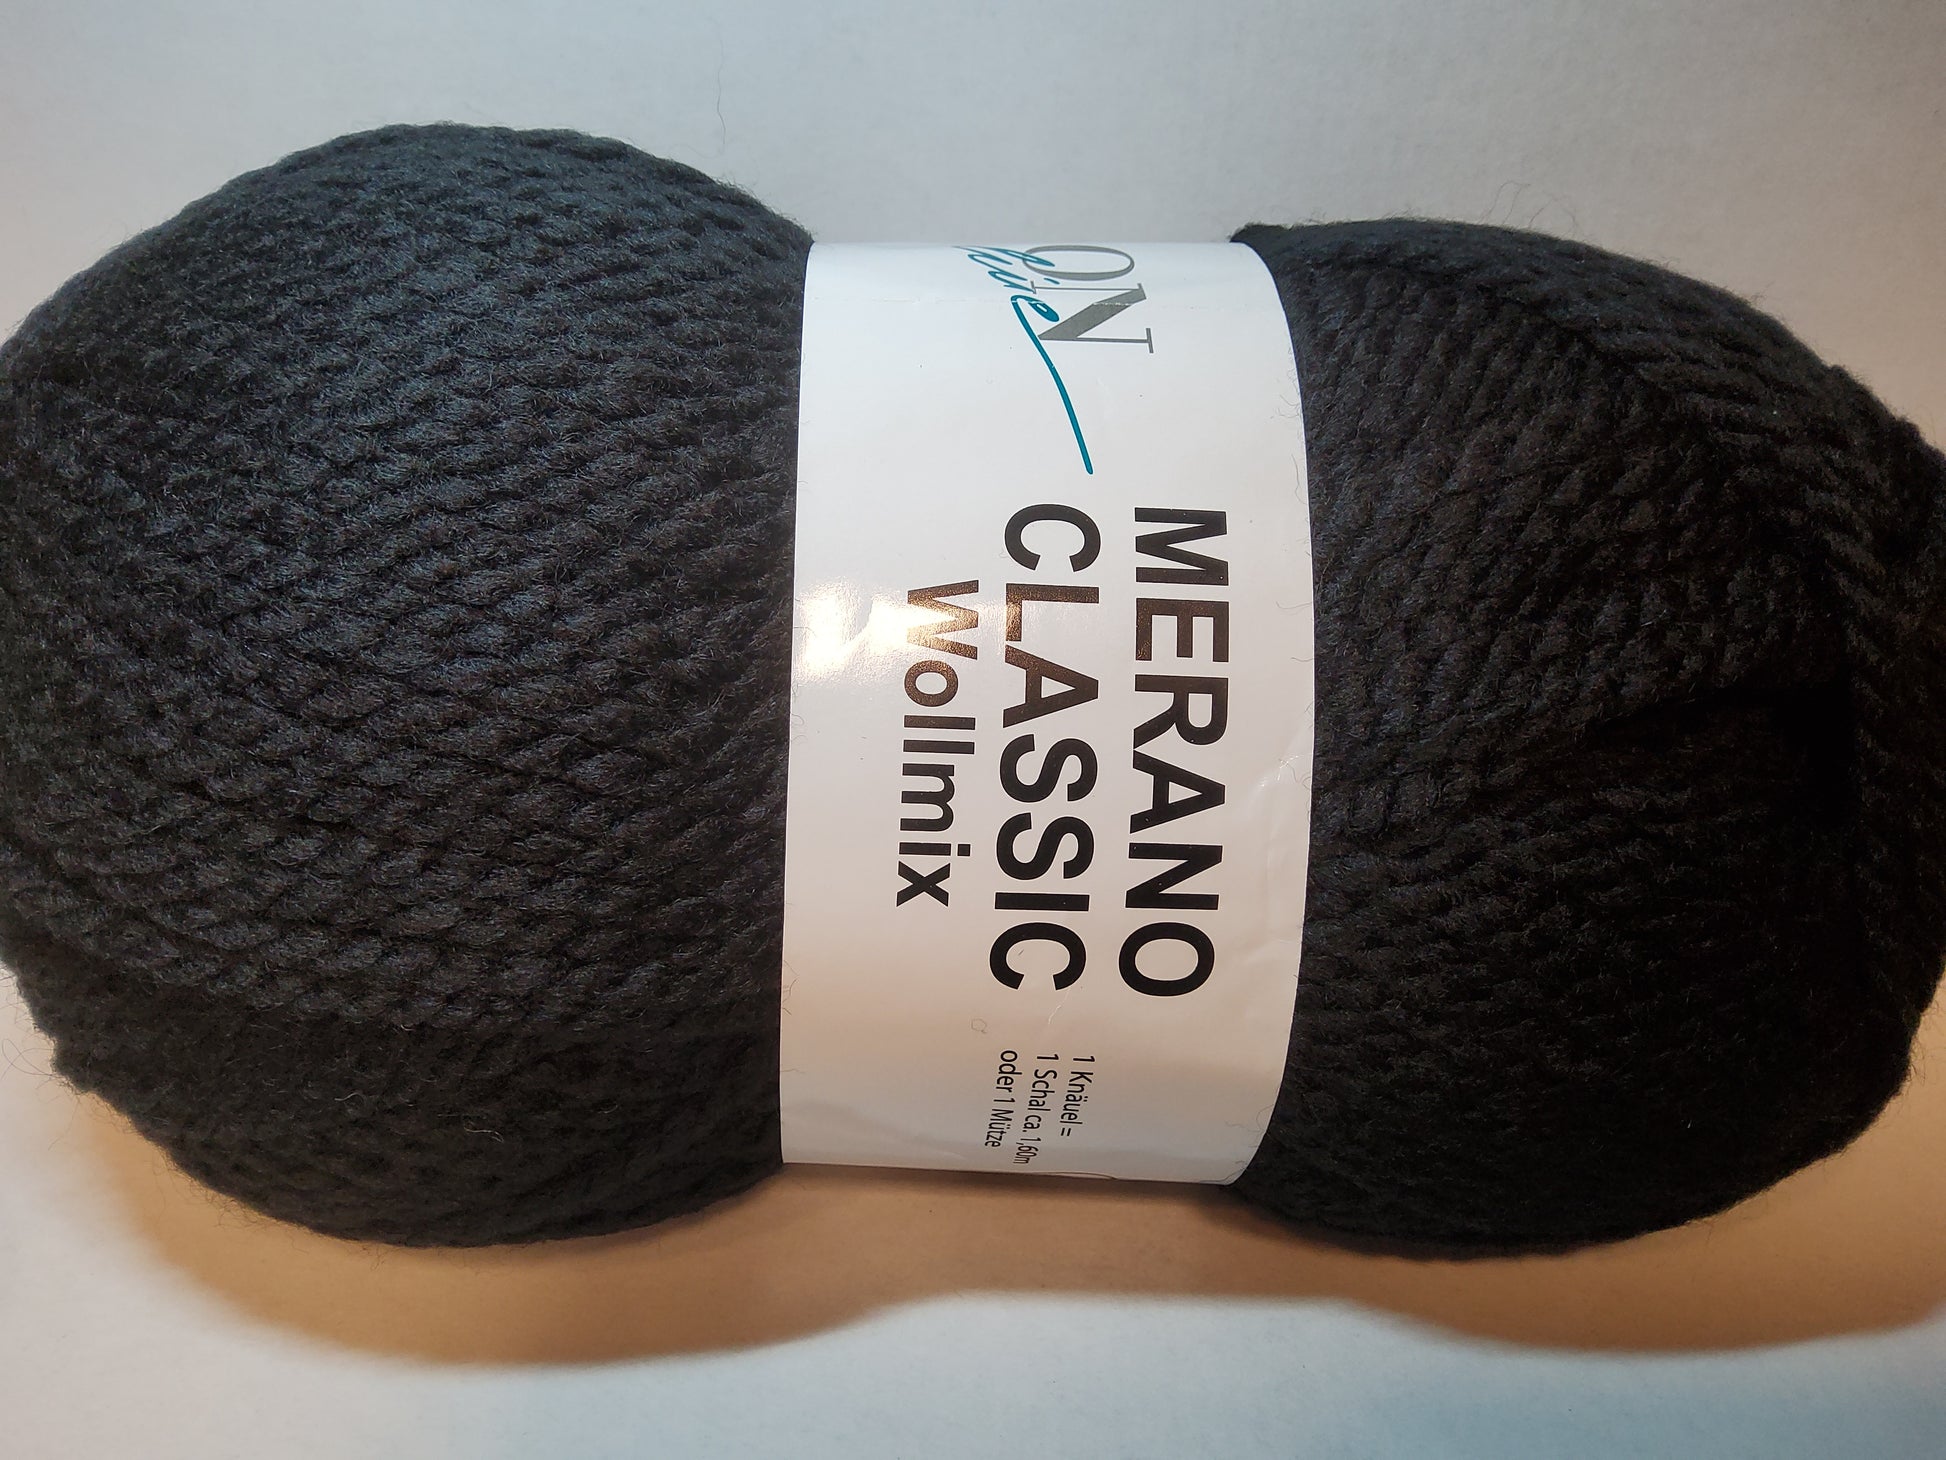 ON
line
MERANO
CLASSIC
Wollmix
1 Knäuel =
1 Schal ca. 1,60m
oder 1 Mütze